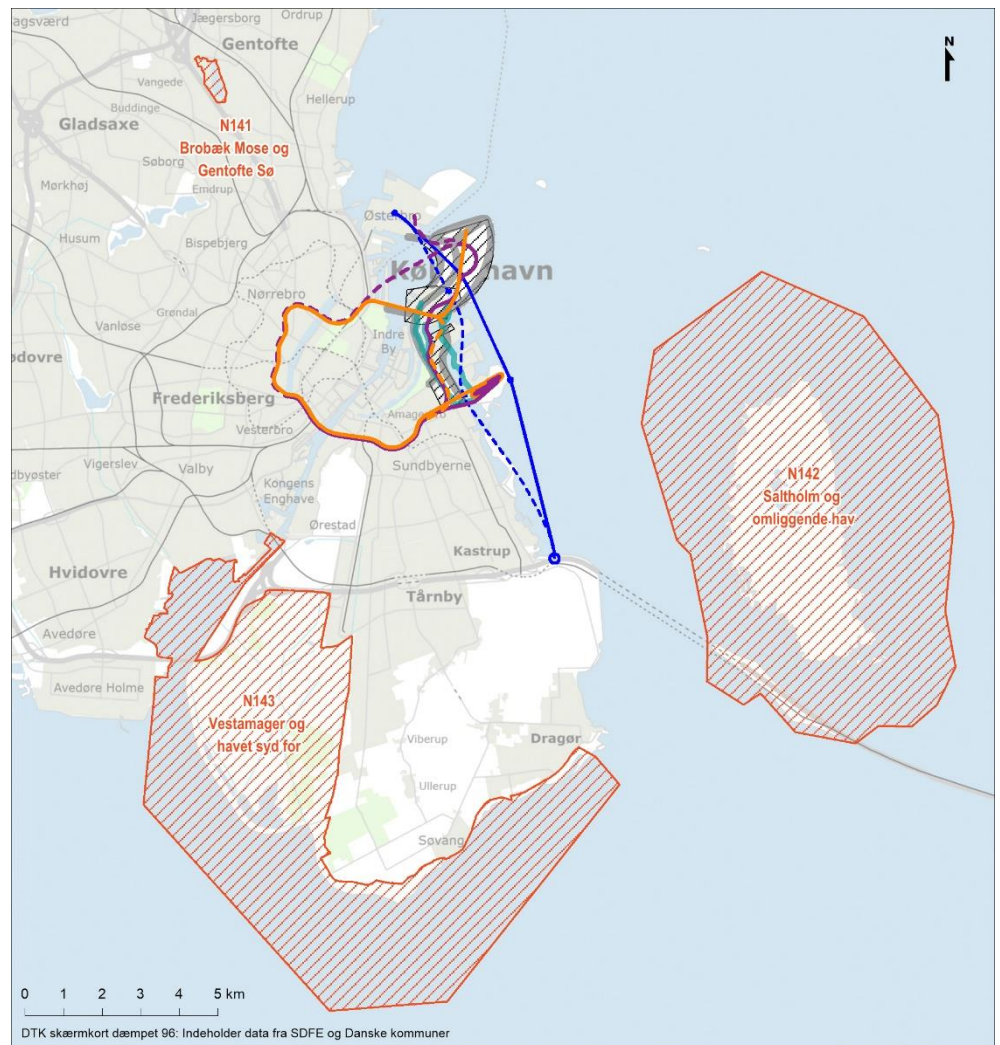 Jægersborg
Ordrup
Gentofte
N
Vangede
Hellerup
Buddinge
Gladsaxe
N141
Brobæk Mose og
Gentofte Sø
Søborg
Mørkhøj
Emdrup
Husum
Bispebjerg
Nørrebro
Vanløse
Grøndal
Indre
By
Frederiksberg
Vesterbro
Sundbyerne
Vigerslev
Valby
Kongens
Enghave
Ørestad
N142
Saltholm og
omliggende hav
Kastrup
Hvidovre
Tårnby
Avedøre
Avedøre Holme
N143
Vestamager og
havet syd for
Viberup
Dragør
Ullerup
Søvang
0 1 2 3 4 5 km
DTK skærmkort dæmpet 96: Indeholder data fra SDFE og Danske kommuner